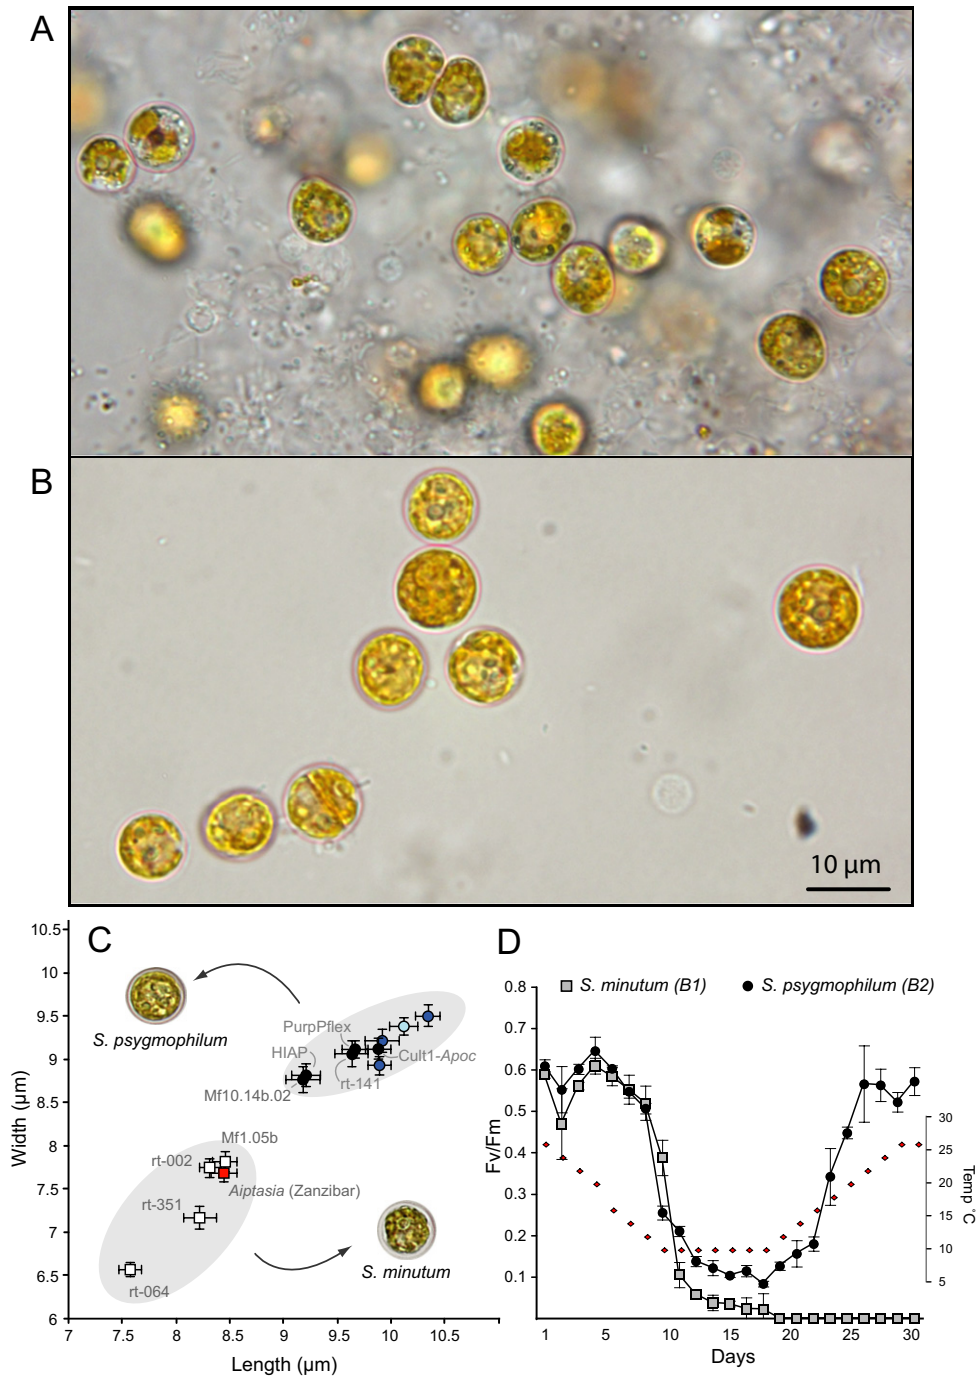 A
B
10 µm
C
10.5
10
9.5
9
8.5
8
7.5
7
6.5
6
Width (µm)
7
7.5
8
8.5
9
9.5
10
10.5
Length (µm)
S. psygmophilum
PurpPflex
HIAP
Cult1-Apoc
rt-141
Mf10.14b.02
Mf1.05b
rt-002
Aiptasia (Zanzibar)
rt-351
S. minutum
rt-064
D
S. minutum (B1)
S. psygmophilum (B2)
0.8
0.7
0.6
0.5
0.4
0.3
0.2
0.1
Fv/Fm
30
25
20
15
10
5
Temp °C
1
5
10
15
20
25
30
Days